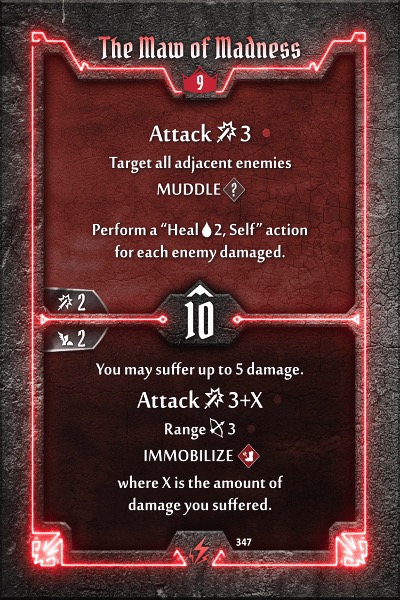 The Maw of Madness
9
Attack 3
Target all adjacent enemies
MUDDLE ?
Perform a “Heal 2, Self” action
for each enemy damaged.
2
10
2
You may suffer up to 5 damage.
Attack 3+X
Range 3
IMMOBILIZE
where X is the amount of
damage you suffered.
347